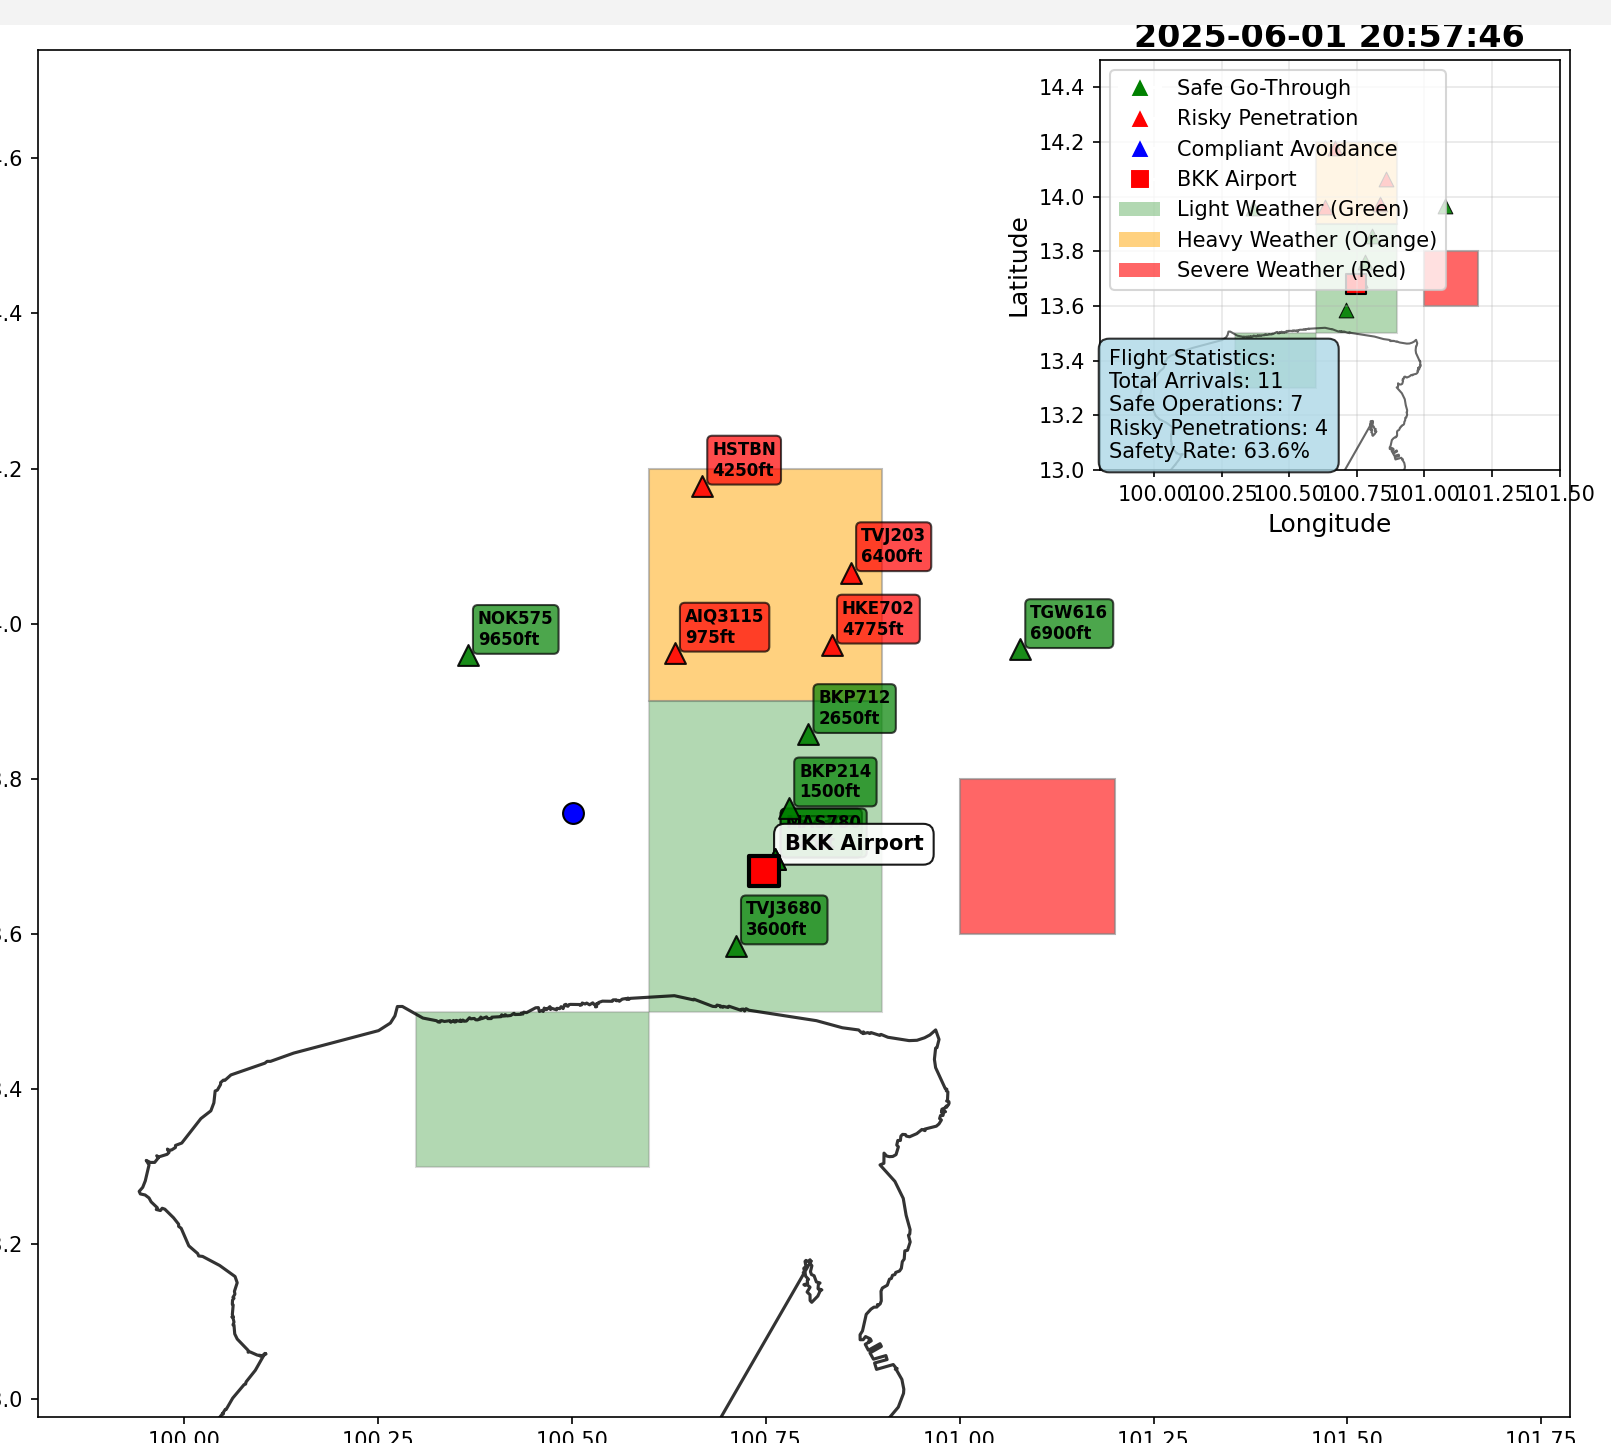 2025-06-01 20:57:46
Safe Go-Through
Risky Penetration
Compliant Avoidance
BKK Airport
Light Weather (Green)
Heavy Weather (Orange)
Severe Weather (Red)
14.4
14.2
14.0
13.8
13.6
13.4
13.2
13.0
Latitude
Flight Statistics:
Total Arrivals: 11
Safe Operations: 7
Risky Penetrations: 4
Safety Rate: 63.6%
100.00 100.25 100.50 100.75 101.00 101.25 101.50
Longitude
HSTBN
4250ft
TVJ203
6400ft
NOK575
9650ft
AIQ3115
975ft
HKE702
4775ft
TGW616
6900ft
BKP712
2650ft
BKP214
1500ft
MAS780
BKK Airport
TVJ3680
3600ft
.6
.4
.2
.0
.8
.6
.4
.2
.0
100.00 100.25 100.50 100.75 101.00 101.25 101.50 101.75